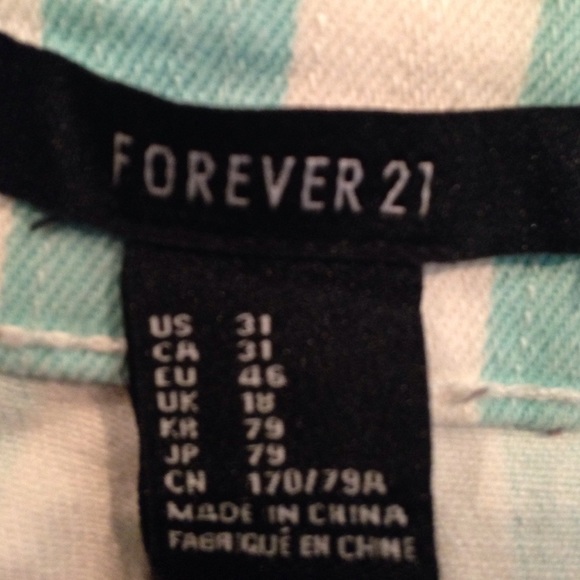 FOREVER 21
US 31
CA 31
EU 46
UK 18
KR 79
JP 79
CN 170/79A
MADE IN CHINA
FABRIQUÉ EN CHINE